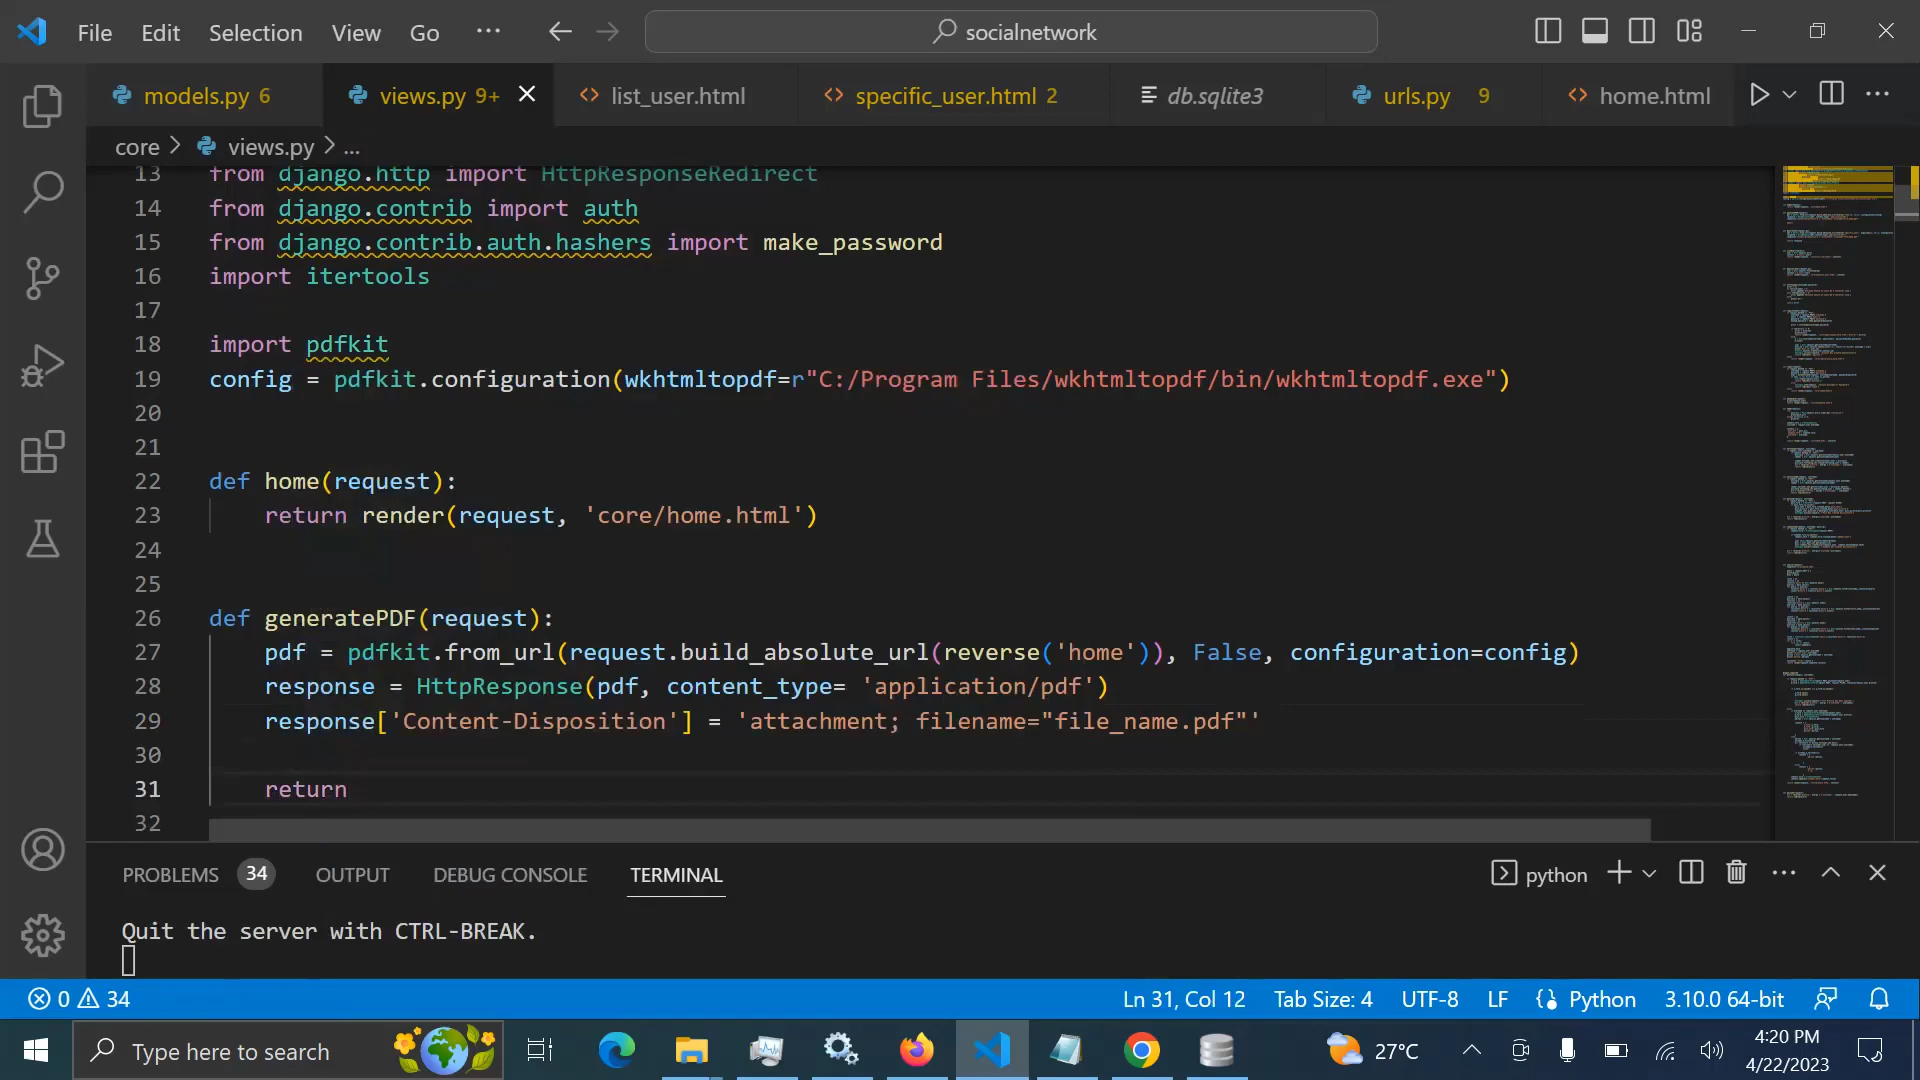 File Edit Selection View Go ··· socialnetwork
models.py 6 views.py 9+ list_user.html specific_user.html 2 db.sqlite3 urls.py 9 home.html
core > views.py > ...
13 from django.http import HttpResponseRedirect
14 from django.contrib import auth
15 from django.contrib.auth.hashers import make_password
16 import itertools
17
18 import pdfkit
19 config = pdfkit.configuration(wkhtmltopdf=r"C:/Program Files/wkhtmltopdf/bin/wkhtmltopdf.exe")
20
21
22 def home(request):
23 return render(request, 'core/home.html')
24
25
26 def generatePDF(request):
27 pdf = pdfkit.from_url(request.build_absolute_url(reverse('home')), False, configuration=config)
28 response = HttpResponse(pdf, content_type= 'application/pdf')
29 response['Content-Disposition'] = 'attachment; filename="file_name.pdf"'
30
31 return
32
PROBLEMS 34 OUTPUT DEBUG CONSOLE TERMINAL python
Quit the server with CTRL-BREAK.
0 34 Ln 31, Col 12 Tab Size: 4 UTF-8 LF Python 3.10.0 64-bit
Type here to search 27°C 4:20 PM
4/22/2023